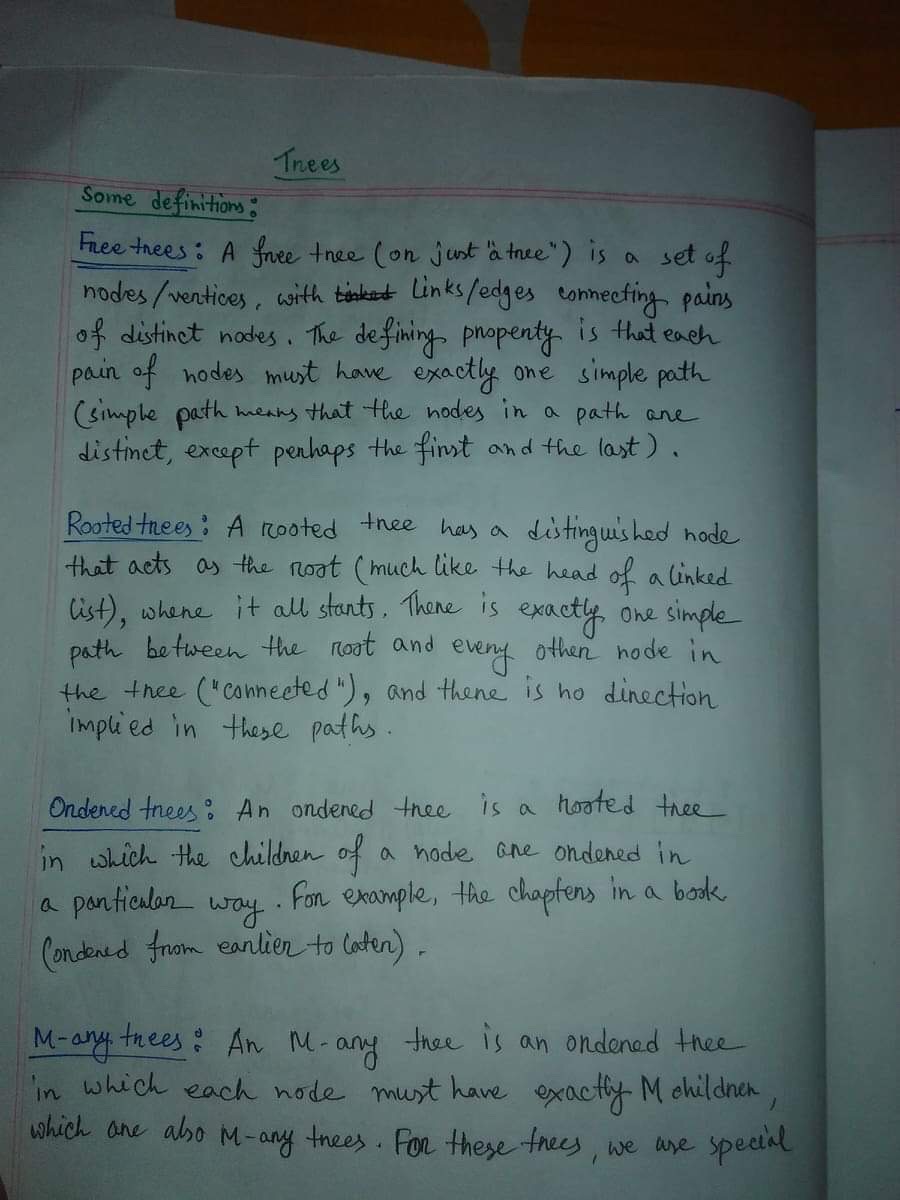 Trees
Some definitions:
Free trees: A free tree (or just "a tree") is a set of
nodes/vertices, with linked Links/edges connecting pairs
of distinct nodes. The defining property is that each
pair of nodes must have exactly one simple path
(simple path means that the nodes in a path are
distinct, except perhaps the first and the last).
Rooted trees: A rooted tree has a distinguished node
that acts as the root (much like the head of a linked
list), where it all starts. There is exactly one simple
path between the root and every other node in
the tree ("connected"), and there is no direction
implied in these paths.
Ordered trees: An ordered tree is a rooted tree
in which the children of a node are ordered in
a particular way. For example, the chapters in a book
(ordered from earlier to later).
M-ary trees: An M-ary tree is an ordered tree
in which each node must have exactly M children,
which are also M-ary trees. For these trees, we use special